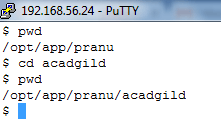 192.168.56.24 - PuTTY
$ pwd
/opt/app/pranu
$ cd acadgild
$ pwd
/opt/app/pranu/acadgild
$